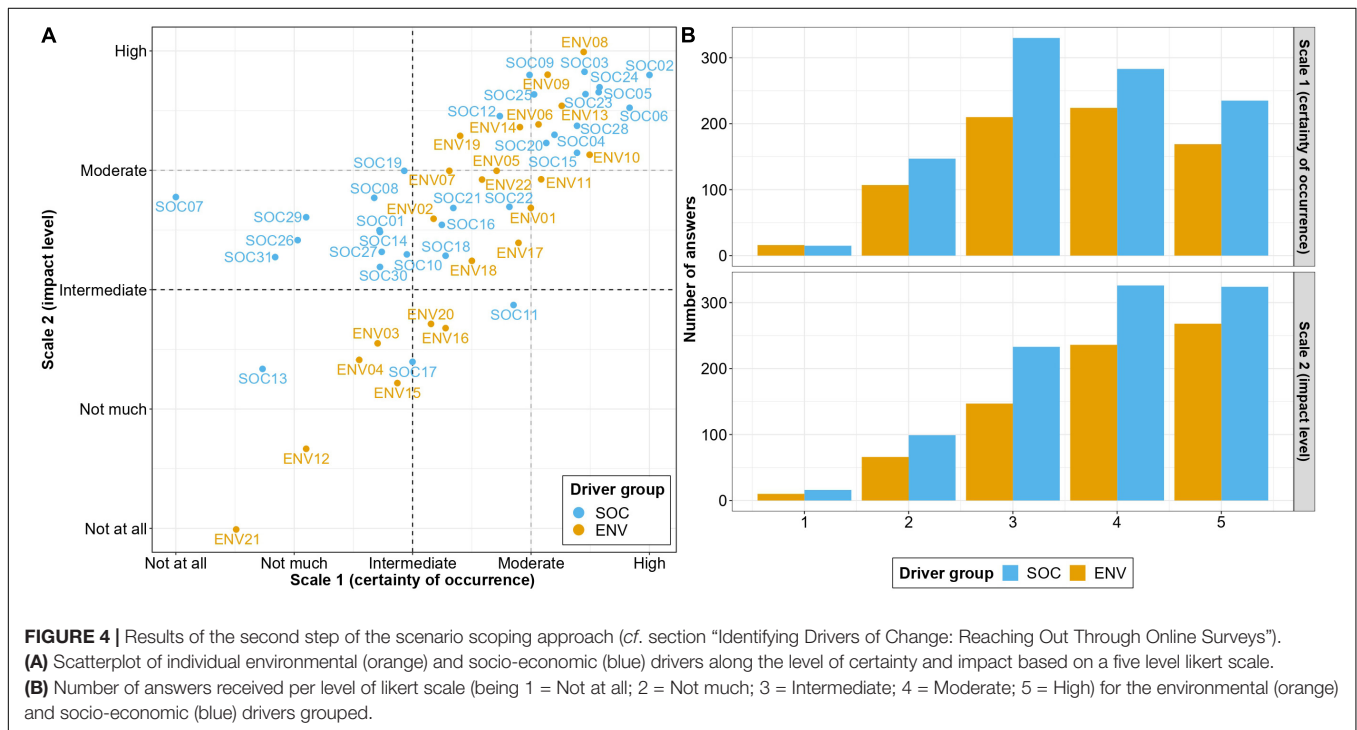 A
High
Moderate
Intermediate
Not much
Not at all
Scale 2 (impact level)
ENV08
SOC09
SOC03
SOC02
SOC24
ENV09
SOC25
SOC05
SOC23
SOC06
SOC12
ENV06
ENV13
ENV14
SOC28
ENV19
SOC20
SOC04
SOC19
ENV05
SOC15
ENV10
ENV07
ENV22
ENV11
SOC07
SOC08
SOC21
SOC22
ENV02
SOC29
SOC01
SOC16
ENV01
SOC26
SOC14
SOC18
ENV17
SOC31
SOC27
SOC10
ENV18
SOC30
SOC11
ENV20
ENV03
ENV16
ENV04
SOC17
SOC13
ENV15
ENV12
ENV21
Driver group
SOC
ENV
Not at all
Not much
Intermediate
Moderate
High
Scale 1 (certainty of occurrence)
B
Number of answers
300
200
100
0
Scale 1 (certainty of occurrence)
300
200
100
0
Scale 2 (impact level)
1
2
3
4
5
Driver group SOC ENV
FIGURE 4 | Results of the second step of the scenario scoping approach (cf. section “Identifying Drivers of Change: Reaching Out Through Online Surveys”).
(A) Scatterplot of individual environmental (orange) and socio-economic (blue) drivers along the level of certainty and impact based on a five level likert scale.
(B) Number of answers received per level of likert scale (being 1 = Not at all; 2 = Not much; 3 = Intermediate; 4 = Moderate; 5 = High) for the environmental (orange)
and socio-economic (blue) drivers grouped.